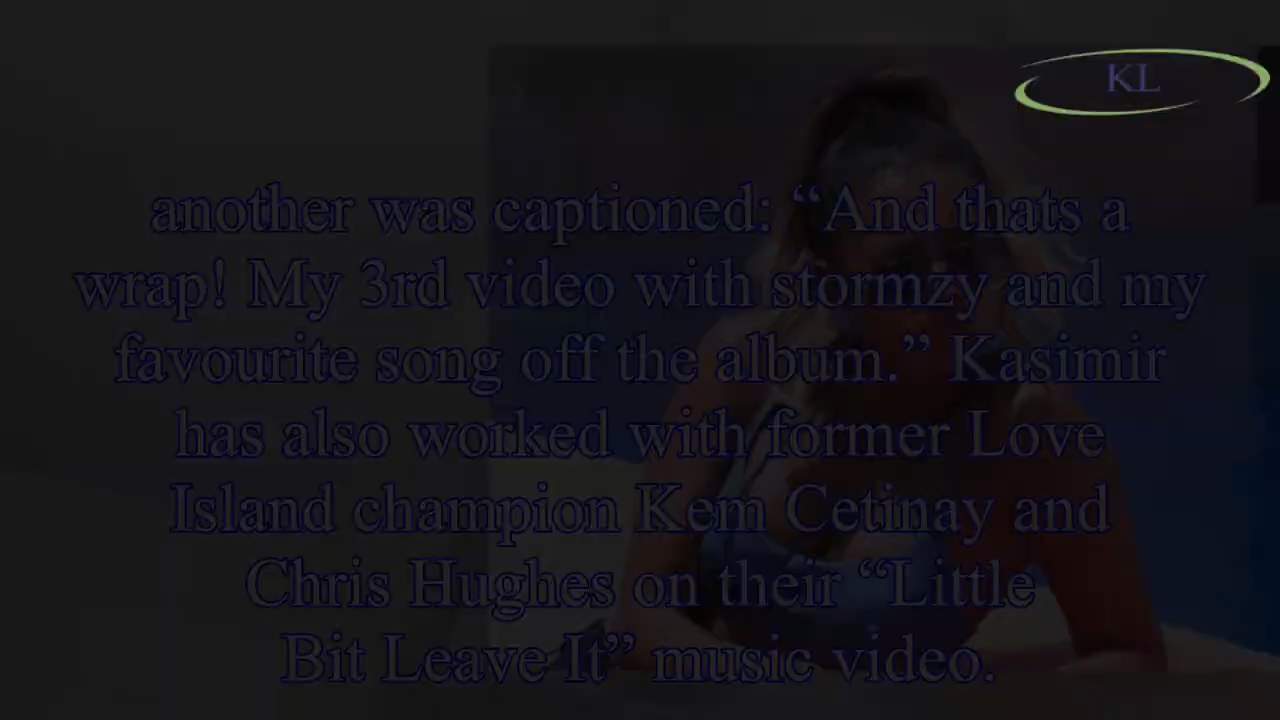 KL
another was captioned: “And thats a
wrap! My 3rd video with stormzy and my
favourite song off the album.” Kasimir
has also worked with former Love
Island champion Kem Cetinay and
Chris Hughes on their “Little
Bit Leave It” music video.